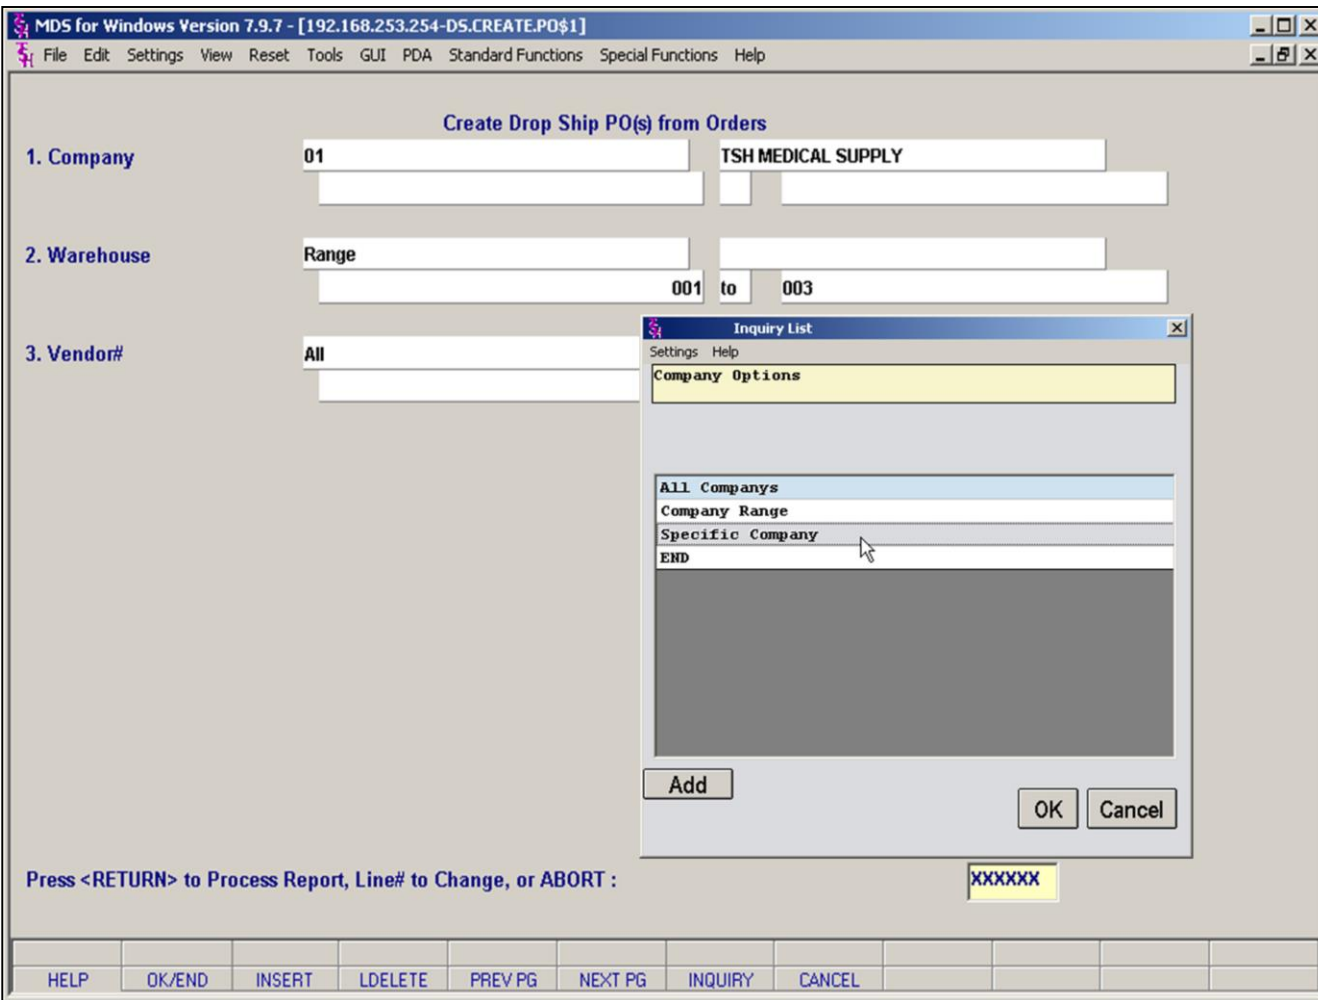 MDS for Windows Version 7.9.7 - [192.168.253.254-DS.CREATE.PO$1]
File Edit Settings View Reset Tools GUI PDA Standard Functions Special Functions Help
Create Drop Ship PO(s) from Orders
1. Company 01 TSH MEDICAL SUPPLY
2. Warehouse Range
001 to 003
3. Vendor# All
Inquiry List
Settings Help
Company Options
All Companys
Company Range
Specific Company
END
Add
OK Cancel
Press <RETURN> to Process Report, Line# to Change, or ABORT : XXXXXX
HELP OK/END INSERT LDELETE PREV PG NEXT PG INQUIRY CANCEL